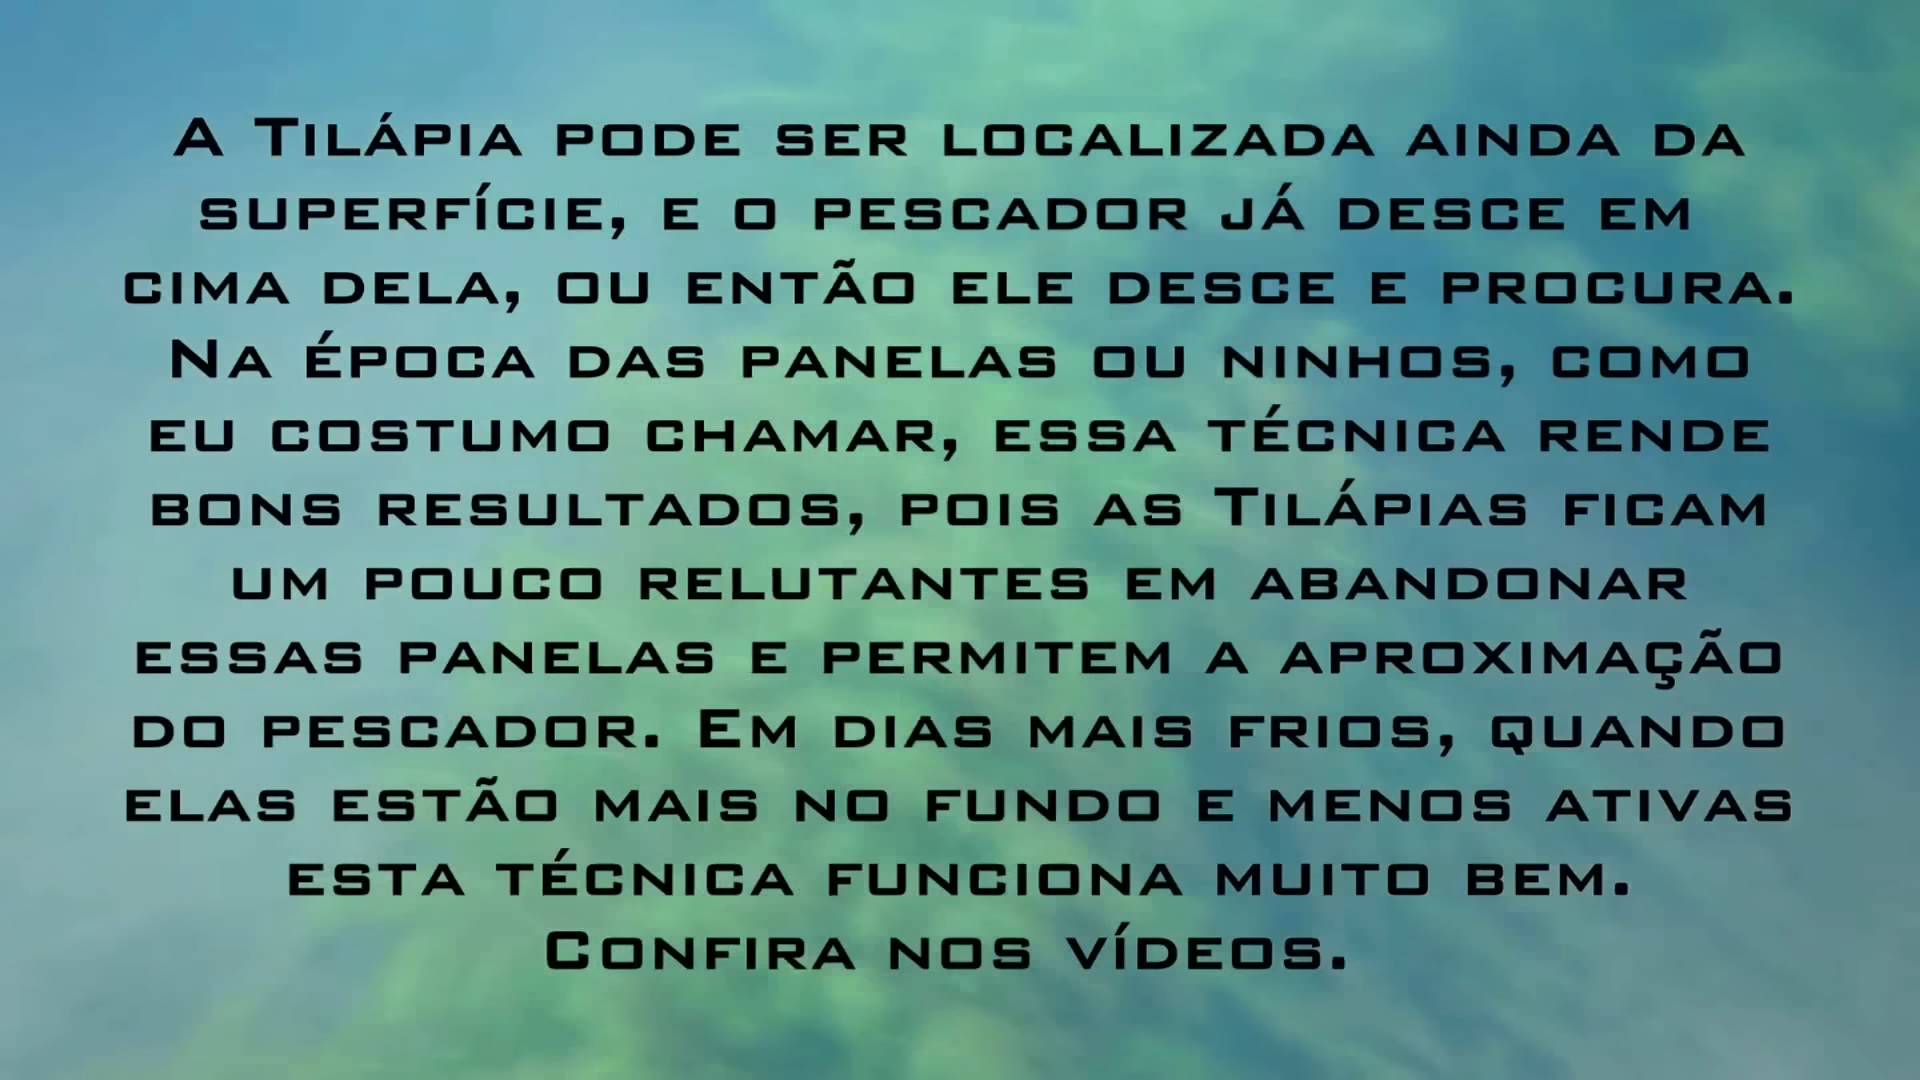 A Tilápia pode ser localizada ainda da
superfície, e o pescador já desce em
cima dela, ou então ele desce e procura.
Na época das panelas ou ninhos, como
eu costumo chamar, essa técnica rende
bons resultados, pois as Tilápias ficam
um pouco relutantes em abandonar
essas panelas e permitem a aproximação
do pescador. Em dias mais frios, quando
elas estão mais no fundo e menos ativas
esta técnica funciona muito bem.
Confira nos vídeos.